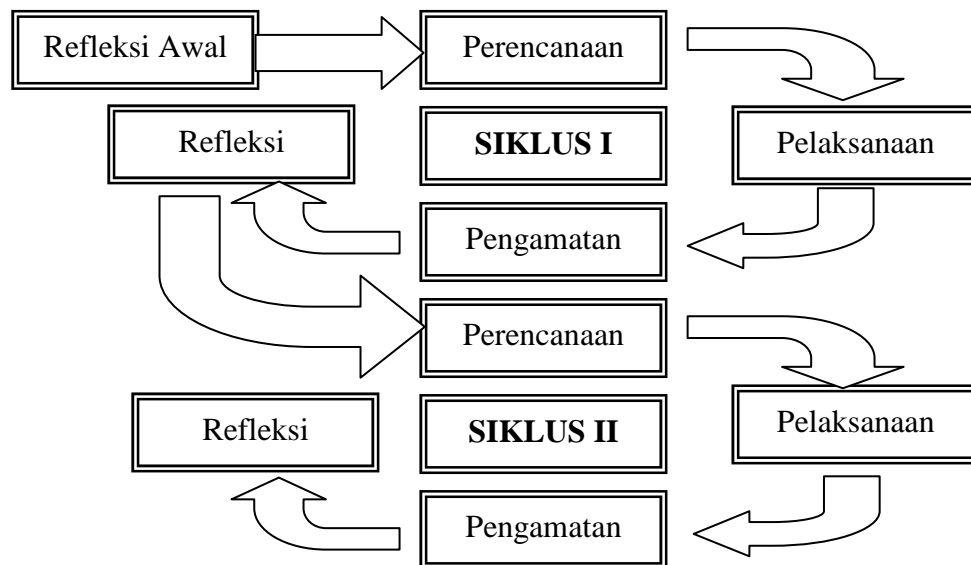 Refleksi Awal
Perencanaan
Refleksi
SIKLUS I
Pelaksanaan
Pengamatan
Perencanaan
Refleksi
SIKLUS II
Pelaksanaan
Pengamatan